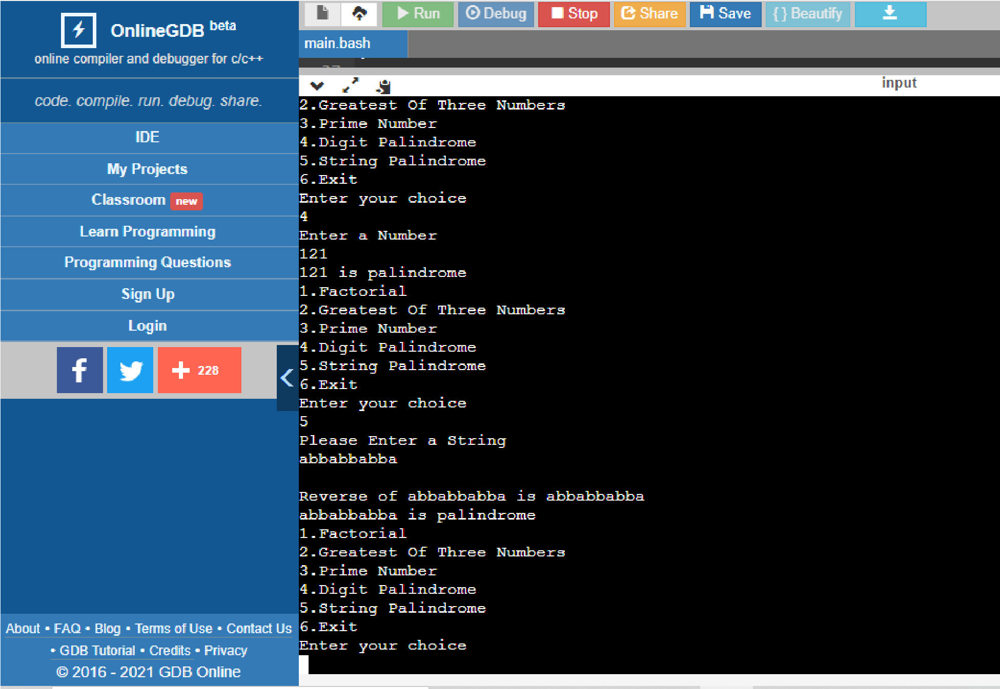 OnlineGDB beta
online compiler and debugger for c/c++
code. compile. run. debug. share.
IDE
My Projects
Classroom new
Learn Programming
Programming Questions
Sign Up
Login
228
About • FAQ • Blog • Terms of Use • Contact Us
• GDB Tutorial • Credits • Privacy
© 2016 - 2021 GDB Online
Run Debug Stop Share Save {} Beautify
main.bash
input
2.Greatest Of Three Numbers
3.Prime Number
4.Digit Palindrome
5.String Palindrome
6.Exit
Enter your choice
4
Enter a Number
121
121 is palindrome
1.Factorial
2.Greatest Of Three Numbers
3.Prime Number
4.Digit Palindrome
5.String Palindrome
6.Exit
Enter your choice
5
Please Enter a String
abbabbabba
Reverse of abbabbabba is abbabbabba
abbabbabba is palindrome
1.Factorial
2.Greatest Of Three Numbers
3.Prime Number
4.Digit Palindrome
5.String Palindrome
6.Exit
Enter your choice